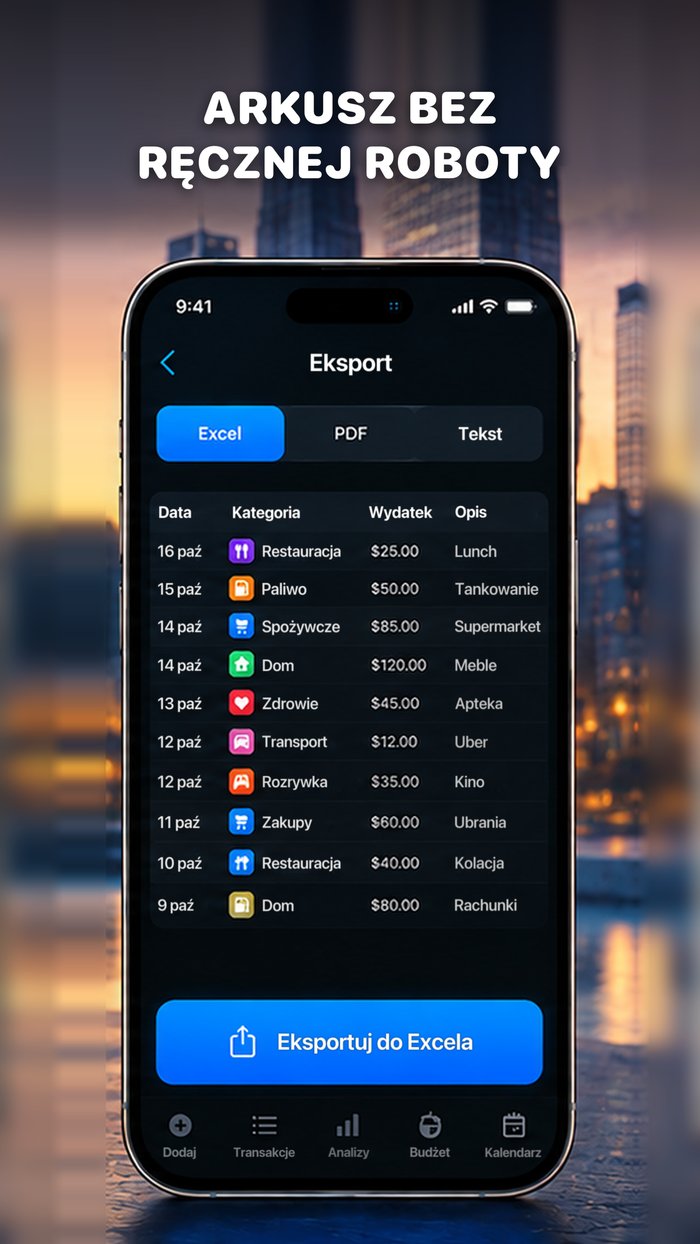 ARKUSZ BEZ
RĘCZNEJ ROBOTY
9:41
Eksport
Excel PDF Tekst
Data Kategoria Wydatek Opis
16 paź Restauracja $25.00 Lunch
15 paź Paliwo $50.00 Tankowanie
14 paź Spożywcze $85.00 Supermarket
14 paź Dom $120.00 Meble
13 paź Zdrowie $45.00 Apteka
12 paź Transport $12.00 Uber
12 paź Rozrywka $35.00 Kino
11 paź Zakupy $60.00 Ubrania
10 paź Restauracja $40.00 Kolacja
9 paź Dom $80.00 Rachunki
Eksportuj do Excela
Dodaj Transakcje Analizy Budżet Kalendarz